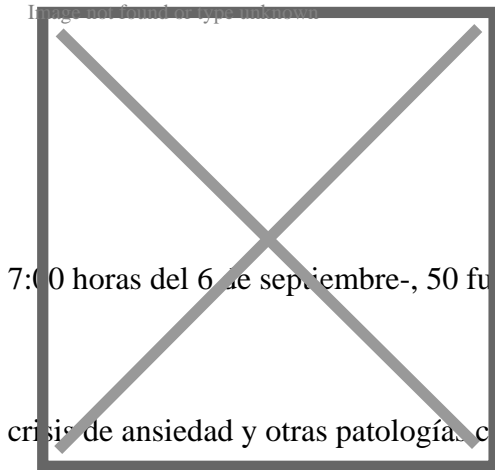 Image not found or type unknown
7:00 horas del 6 de septiembre-, 50 fu
crisis de ansiedad y otras patologías c